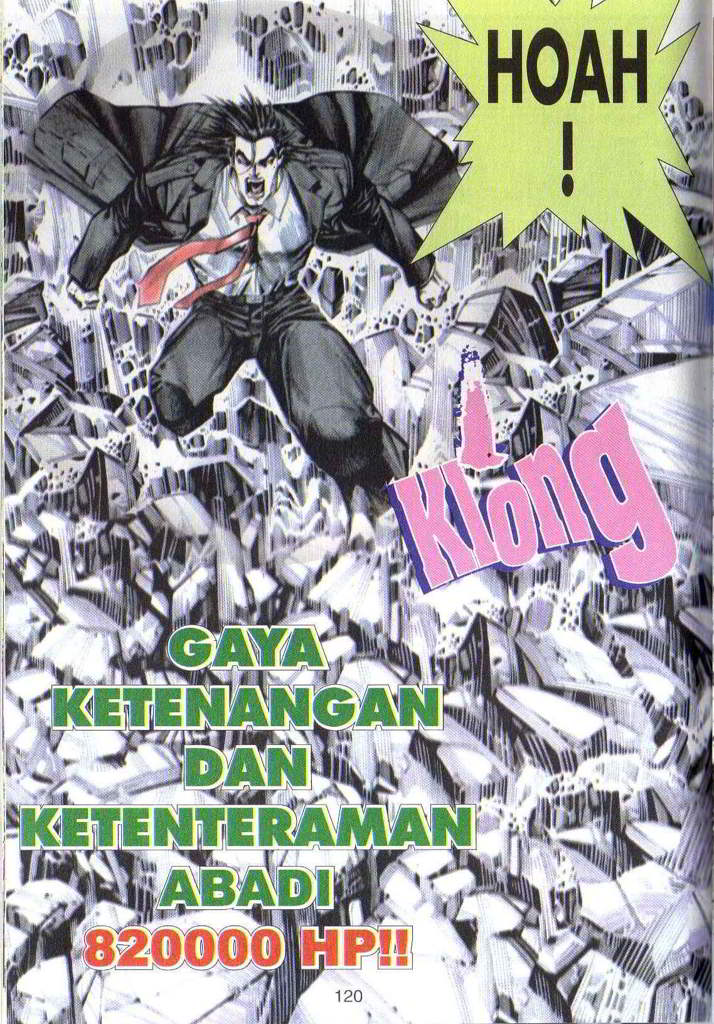 HOAH
!
Klong
GAYA
KETENANGAN
DAN
KETENTERAMAN
ABADI
820000 HP!!
120